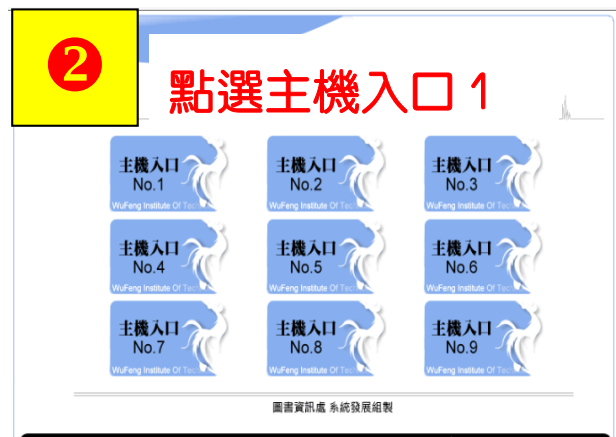 ❷
點選主機入口1
主機入口 主機入口 主機入口
No.1 No.2 No.3
WuFeng Institute Of Tec WuFeng Institute Of Tec WuFeng Institute Of Tec
主機入口 主機入口 主機入口
No.4 No.5 No.6
WuFeng Institute Of Tec WuFeng Institute Of Tec WuFeng Institute Of Tec
主機入口 主機入口 主機入口
No.7 No.8 No.9
WuFeng Institute Of Tec WuFeng Institute Of Tec WuFeng Institute Of Tec
圖書資訊處 系統發展組製